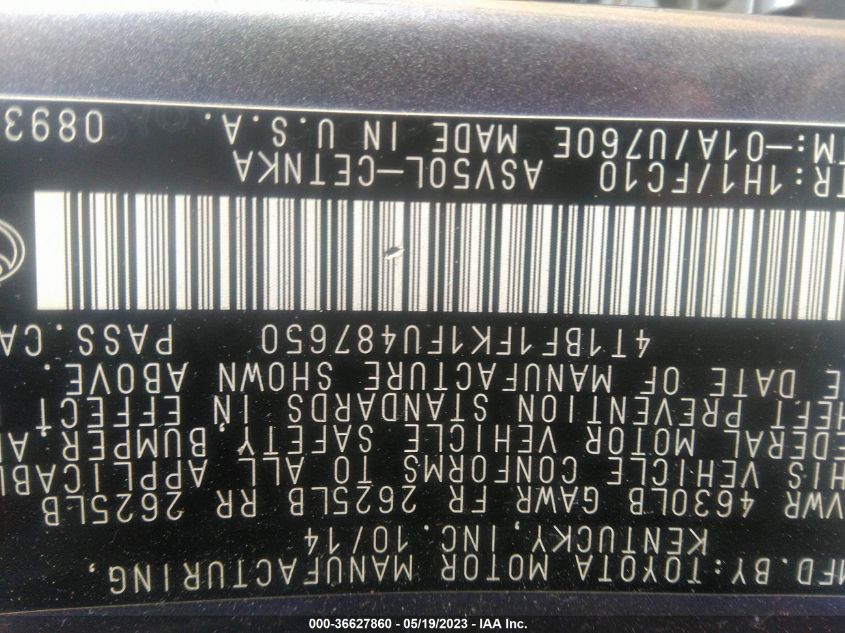 MFD.BY:TOYOTA MOTOR MANUFACTURING,
KENTUCKY,INC. 10/14
VWR 4630LB GAWR FR 2625LB RR 2625LB
HIS VEHICLE CONFORMS TO ALL APPLICABL
EDERAL MOTOR VEHICLE SAFETY,BUMPER,AN
HEFT PREVENTION STANDARDS IN EFFECT
E DATE OF MANUFACTURE SHOWN ABOVE.
4T1BF1FK1FU487650 PASS.CA
TR:1H1/FC10 ASV50L-CETNKA
TM:-01A/U760E MADE IN U.S.A. 0893
000-36627860 - 05/19/2023 - IAA Inc.